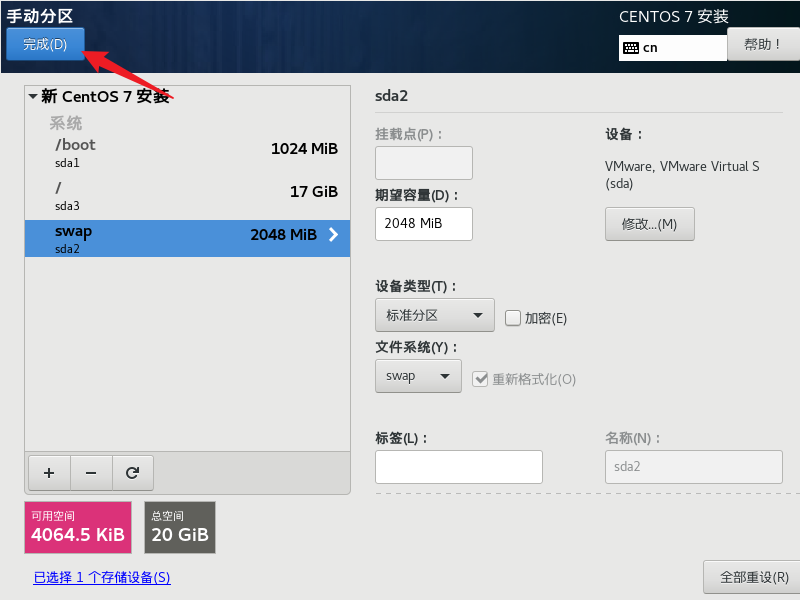 手动分区
CENTOS 7 安装
完成(D)
cn
帮助！
新 CentOS 7 安装
系统
/boot
1024 MiB
sda1
/
17 GiB
sda3
swap
2048 MiB
sda2
可用空间
4064.5 KiB
总空间
20 GiB
已选择 1 个存储设备(S)
sda2
挂载点(P)：
设备：
VMware, VMware Virtual S
(sda)
期望容量(D)：
2048 MiB
修改...(M)
设备类型(T)：
标准分区
加密(E)
文件系统(Y)：
swap
重新格式化(O)
标签(L)：
名称(N)：
sda2
全部重设(R)